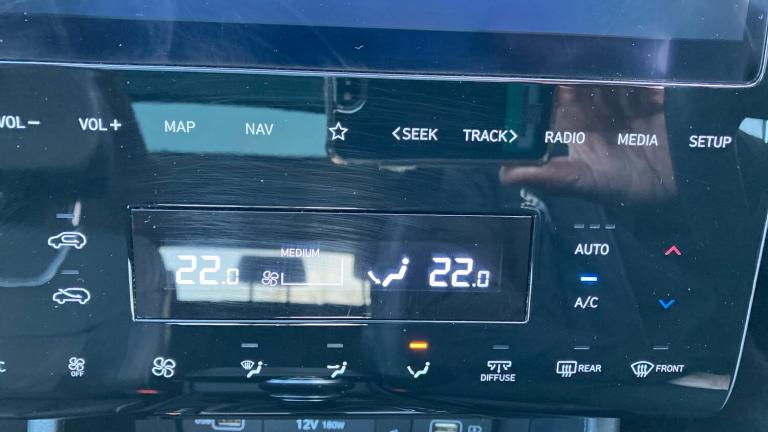 VOL− VOL+ MAP NAV <SEEK TRACK> RADIO MEDIA SETUP
MEDIUM
22.0 22.0
AUTO
A/C
OFF DIFFUSE REAR FRONT
12V 180W